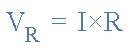 V_R = I×R